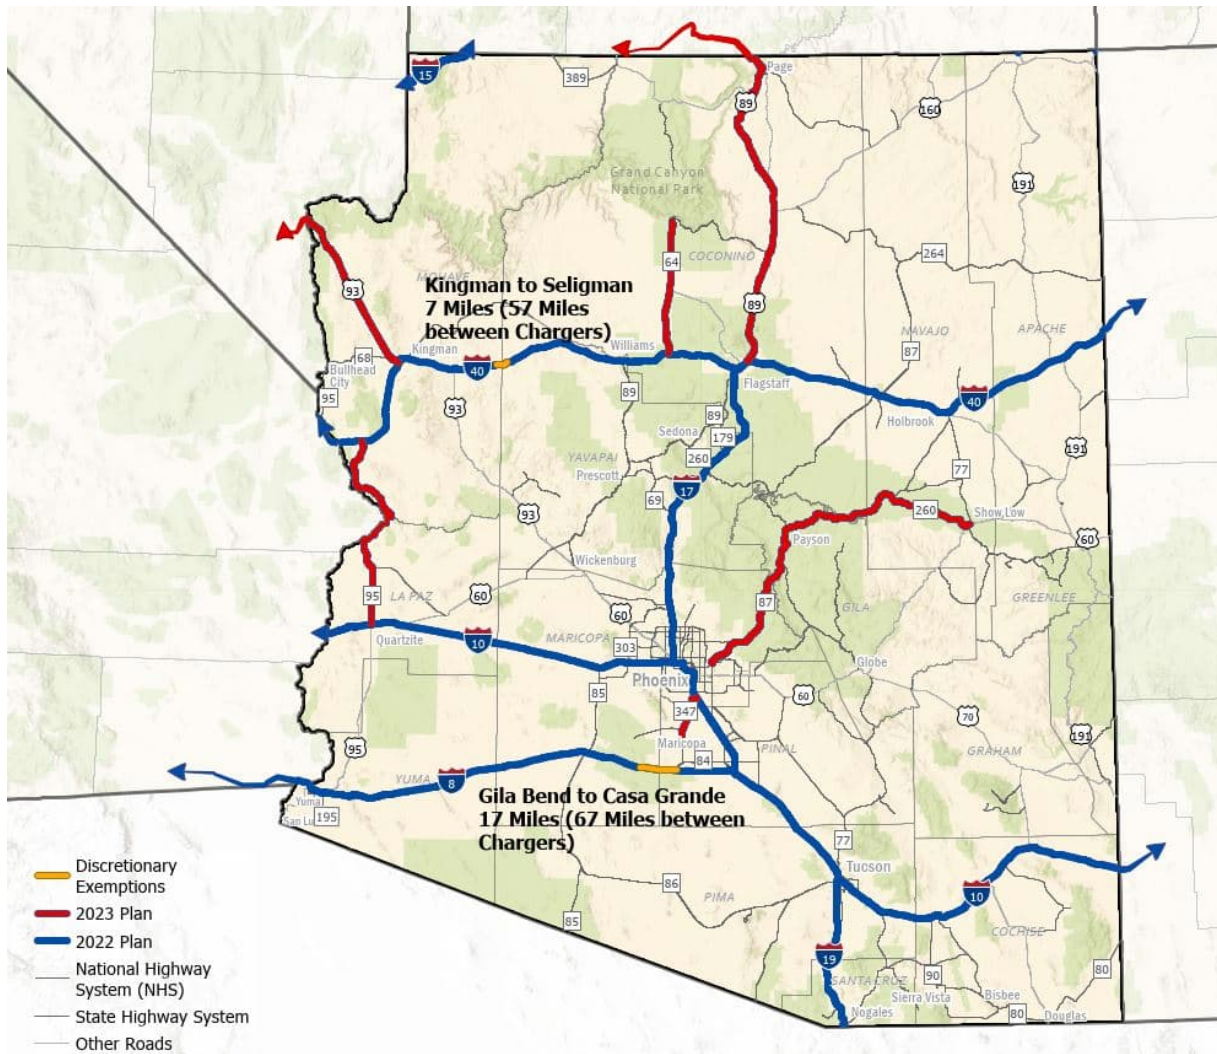 15
389
Page
89
160
Grand Canyon
National Park
191
264
64
COCONINO
93
MOHAVE
Kingman to Seligman
7 Miles (57 Miles
between Chargers)
89
NAVAJO
APACHE
Kingman
Williams
87
68
Bullhead
City
40
Flagstaff
95
89
93
40
Holbrook
89
Sedona
179
191
260
YAVAPAI
Prescott
77
17
69
93
260
Show Low
Payson
60
Wickenburg
95
LA PAZ
60
87
GREENLEE
60
GILA
Quartzite
10
MARICOPA
303
Globe
Phoenix
85
60
347
70
Maricopa
PINAL
191
95
84
GRAHAM
YUMA
8
Yuma
Gila Bend to Casa Grande
17 Miles (67 Miles between
Chargers)
195
San Lu
77
Tucson
Discretionary
Exemptions
86
PIMA
10
2023 Plan
85
COCHISE
2022 Plan
19
National Highway
System (NHS)
SANTA CRUZ
90
80
Sierra Vista
Bisbee
Nogales
80
Douglas
State Highway System
Other Roads